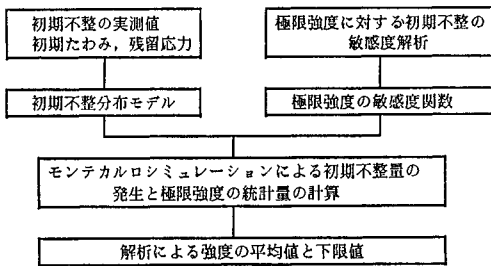 初期不整の実測値
初期たわみ，残留応力
極限強度に対する初期不整の
敏感度解析
初期不整分布モデル
極限強度の敏感度関数
モンテカルロシミュレーションによる初期不整量の
発生と極限強度の統計量の計算
解析による強度の平均値と下限値